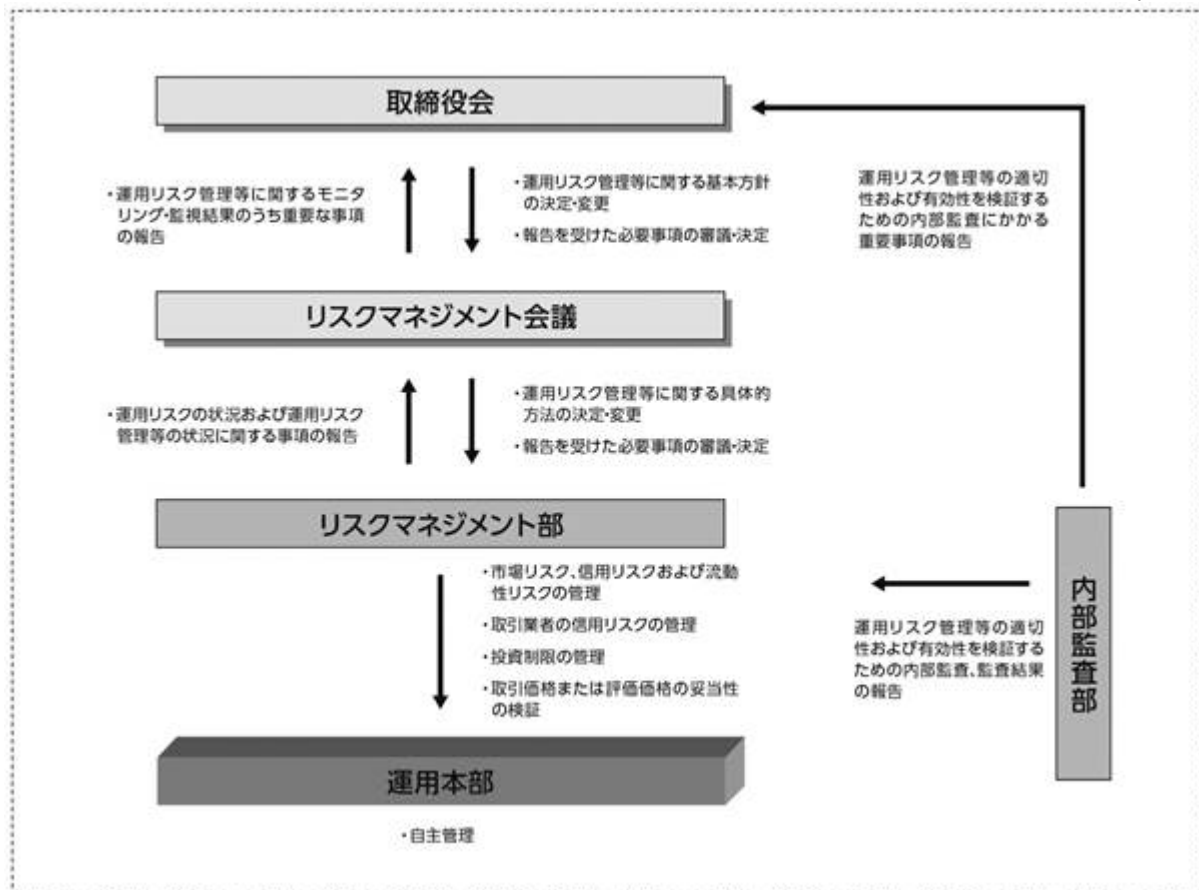 取締役会
・運用リスク管理等に関するモニタ
リング・監視結果のうち重要な事項
の報告
・運用リスク管理等に関する基本方針
の決定・変更
・報告を受けた必要事項の審議・決定
運用リスク管理等の適切
性および有効性を検証す
るための内部監査にかかる
重要事項の報告
リスクマネジメント会議
・運用リスクの状況および運用リスク
管理等の状況に関する事項の報告
・運用リスク管理等に関する具体的
方法の決定・変更
・報告を受けた必要事項の審議・決定
リスクマネジメント部
・市場リスク、信用リスクおよび流動
性リスクの管理
・取引業者の信用リスクの管理
・投資制限の管理
・取引価格または評価価格の妥当性
の検証
運用リスク管理等の適切
性および有効性を検証する
ための内部監査、監査結果
の報告
内部監査部
運用本部
・自主管理